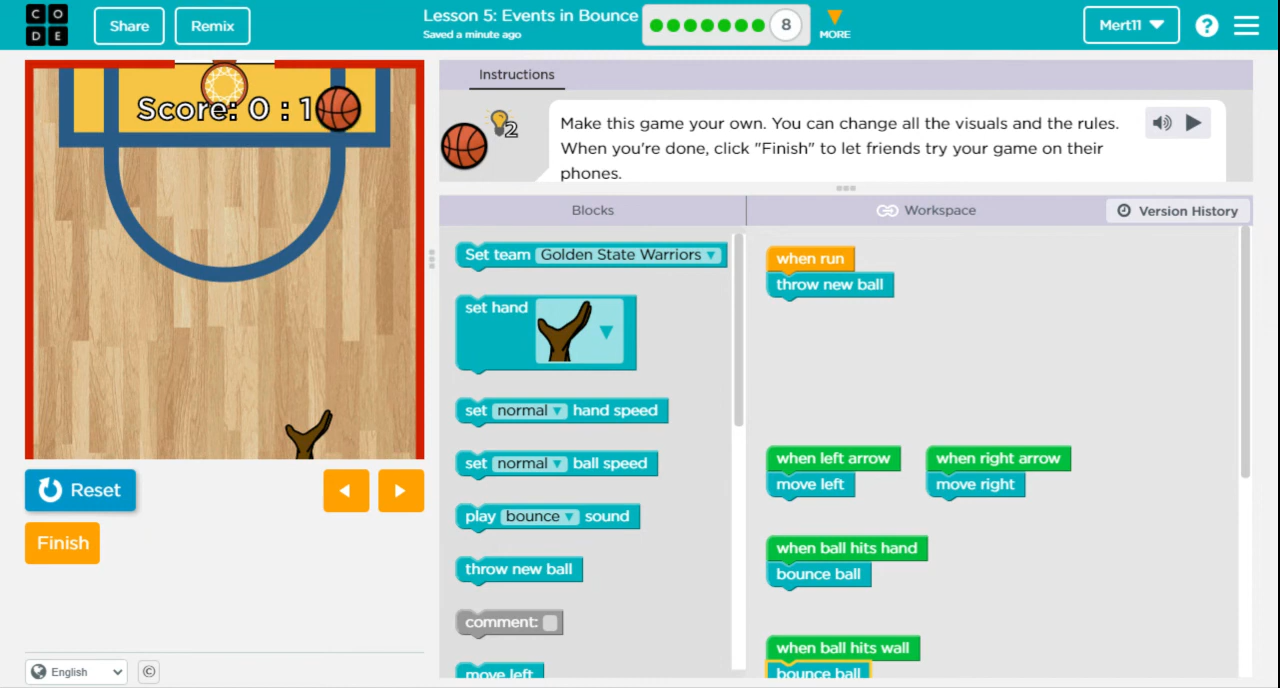 C O
D E
Share
Remix
Lesson 5: Events in Bounce
Saved a minute ago
8
MORE
Mert11
?
Score: 0 : 1
Instructions
2
Make this game your own. You can change all the visuals and the rules.
When you're done, click "Finish" to let friends try your game on their
phones.
Blocks
Workspace
Version History
Set team Golden State Warriors
set hand
set normal hand speed
set normal ball speed
play bounce sound
throw new ball
comment:
move left
when run
throw new ball
when left arrow
move left
when right arrow
move right
when ball hits hand
bounce ball
when ball hits wall
bounce ball
Reset
Finish
English
©